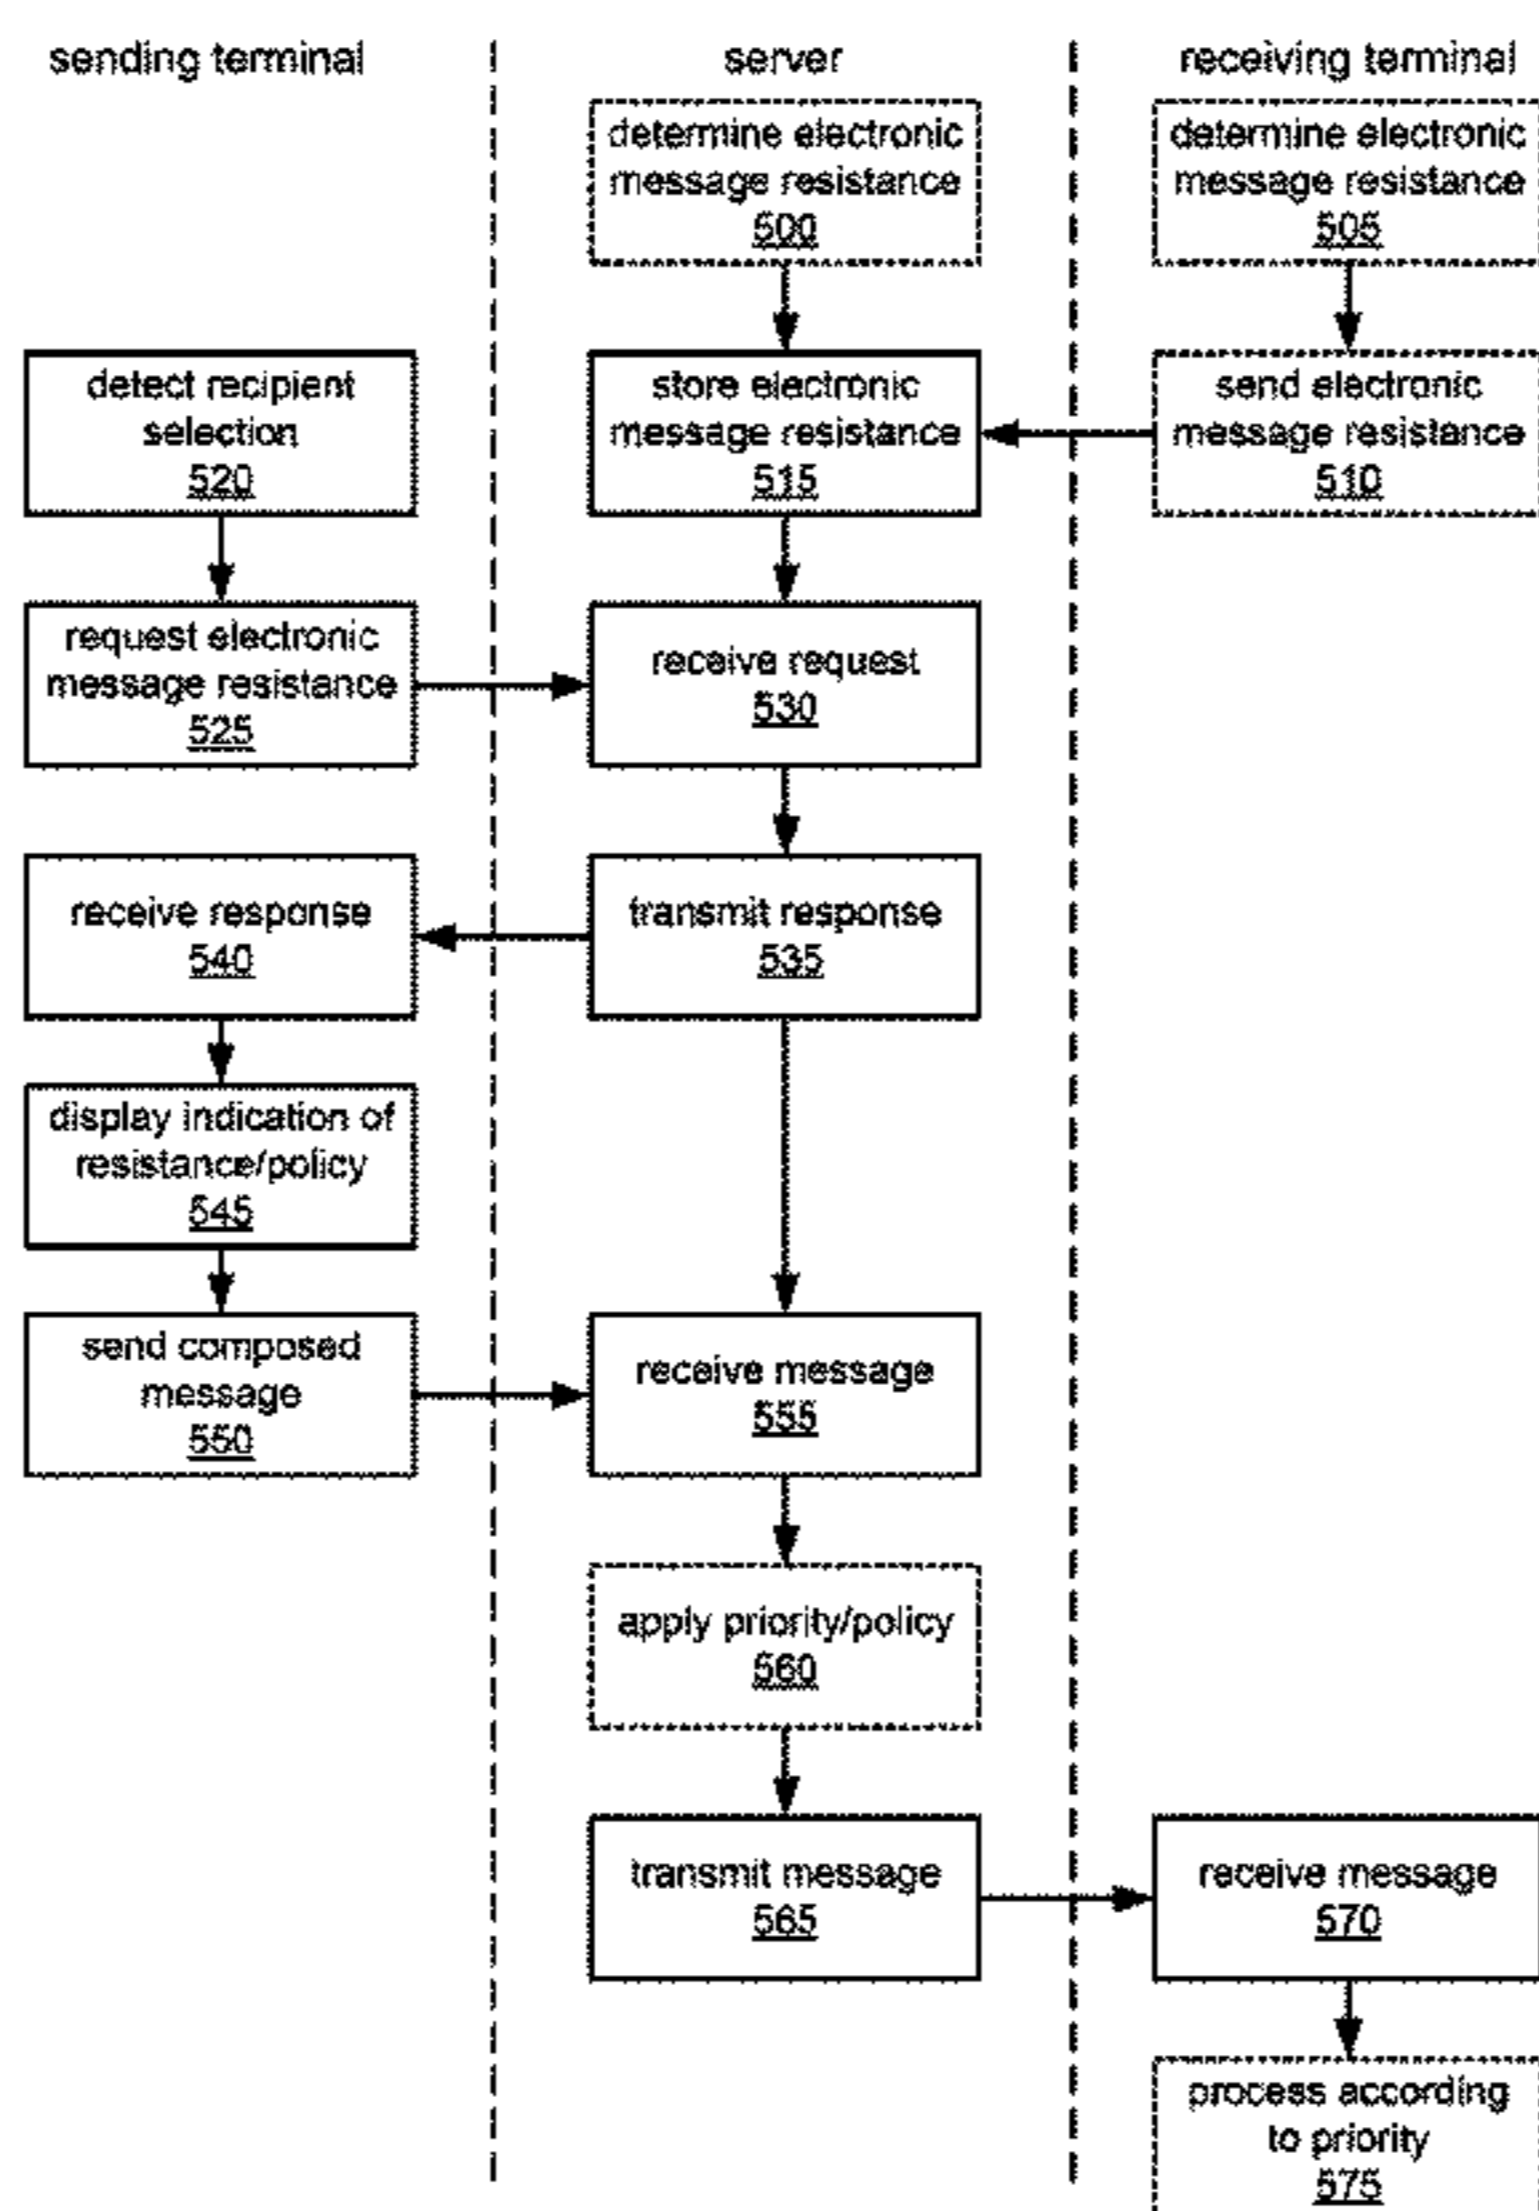 sending terminal
server
receiving terminal
determine electronic
message resistance
500
determine electronic
message resistance
505
detect recipient
selection
520
store electronic
message resistance
515
send electronic
message resistance
510
request electronic
message resistance
525
receive request
530
receive response
540
transmit response
535
display indication of
resistance/policy
545
send composed
message
550
receive message
555
apply priority/policy
560
transmit message
565
receive message
570
process according
to priority
575